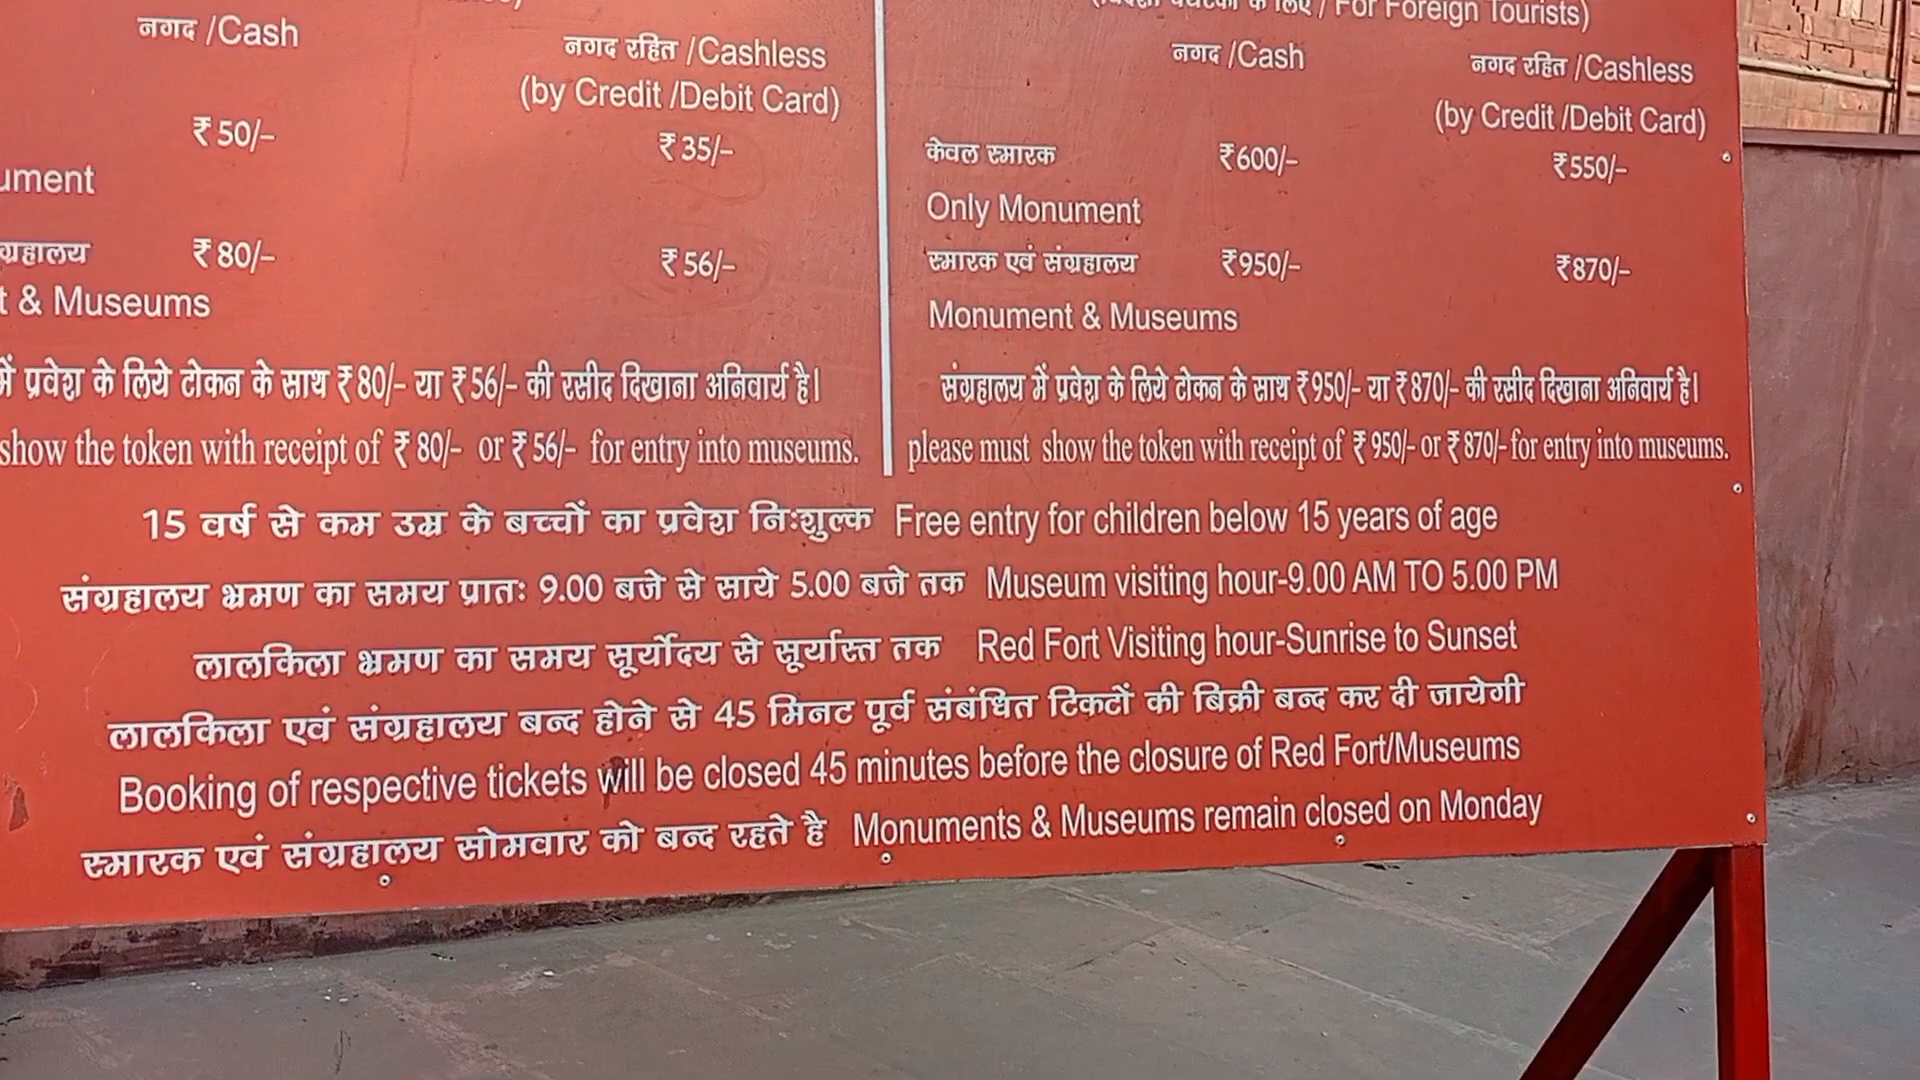 नगद /Cash
नगद रहित /Cashless
(by Credit /Debit Card)
₹50/-
₹35/-
ument
ग्रहालय ₹80/-
₹56/-
t & Museums
में प्रवेश के लिये टोकन के साथ ₹80/- या ₹56/- की रसीद दिखाना अनिवार्य है।
show the token with receipt of ₹ 80/- or ₹ 56/- for entry into museums.
/ For Foreign Tourists)
नगद /Cash
नगद रहित /Cashless
(by Credit /Debit Card)
केवल स्मारक ₹600/- ₹550/-
Only Monument
स्मारक एवं संग्रहालय ₹950/- ₹870/-
Monument & Museums
संग्रहालय में प्रवेश के लिये टोकन के साथ ₹950/- या ₹870/- की रसीद दिखाना अनिवार्य है।
please must show the token with receipt of ₹ 950/- or ₹ 870/- for entry into museums.
15 वर्ष से कम उम्र के बच्चों का प्रवेश निःशुल्क Free entry for children below 15 years of age
संग्रहालय भ्रमण का समय प्रातः 9.00 बजे से साये 5.00 बजे तक Museum visiting hour-9.00 AM TO 5.00 PM
लालकिला भ्रमण का समय सूर्योदय से सूर्यास्त तक Red Fort Visiting hour-Sunrise to Sunset
लालकिला एवं संग्रहालय बन्द होने से 45 मिनट पूर्व संबंधित टिकटों की बिक्री बन्द कर दी जायेगी
Booking of respective tickets will be closed 45 minutes before the closure of Red Fort/Museums
स्मारक एवं संग्रहालय सोमवार को बन्द रहते है Monuments & Museums remain closed on Monday